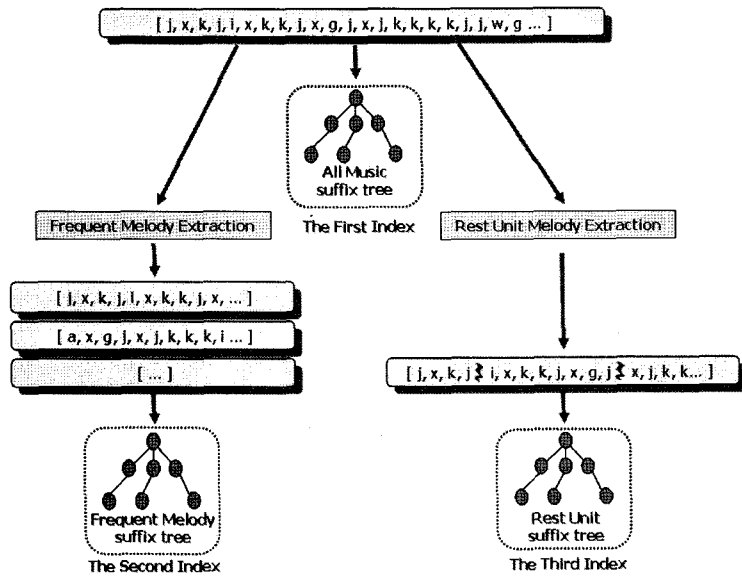 [ j, x, k, j, i, x, k, k, j, x, g, j, x, j, k, k, k, k, j, j, w, g ... ]
All Music
suffix tree
The First Index
Frequent Melody Extraction
Rest Unit Melody Extraction
[ j, x, k, j, i, x, k, k, j, x, ... ]
[ a, x, g, j, x, j, k, k, k, i ... ]
[ ... ]
[ j, x, k, j 𝄽 i, x, k, k, j, x, g, j 𝄽 x, j, k, k... ]
Frequent Melody
suffix tree
The Second Index
Rest Unit
suffix tree
The Third Index